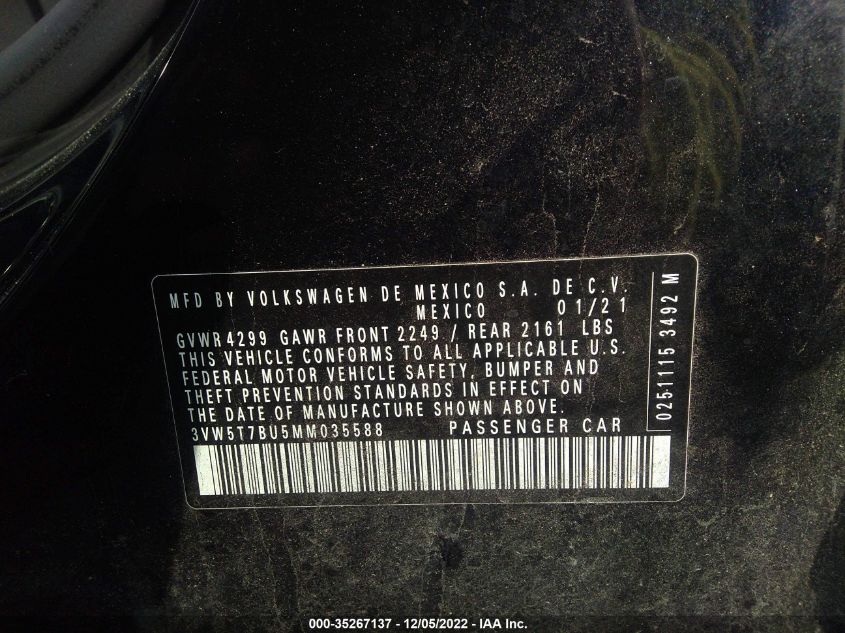 MFD BY VOLKSWAGEN DE MEXICO S.A. DE C.V.
MEXICO 01/21
GVWR 4299 GAWR FRONT 2249 / REAR 2161 LBS
THIS VEHICLE CONFORMS TO ALL APPLICABLE U.S.
FEDERAL MOTOR VEHICLE SAFETY, BUMPER AND
THEFT PREVENTION STANDARDS IN EFFECT ON
THE DATE OF MANUFACTURE SHOWN ABOVE.
3VW5T7BU5MM035588 PASSENGER CAR
0251115 3492 M
000-35267137 - 12/05/2022 - IAA Inc.